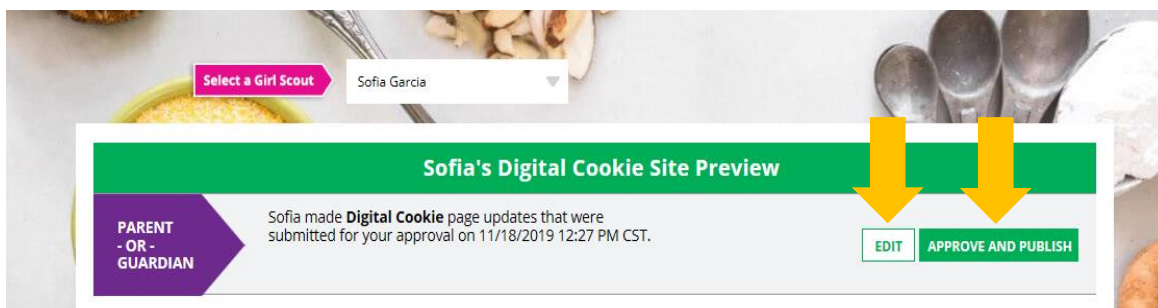 Select a Girl Scout
Sofia Garcia
Sofia's Digital Cookie Site Preview
PARENT
- OR -
GUARDIAN
Sofia made Digital Cookie page updates that were
submitted for your approval on 11/18/2019 12:27 PM CST.
EDIT
APPROVE AND PUBLISH